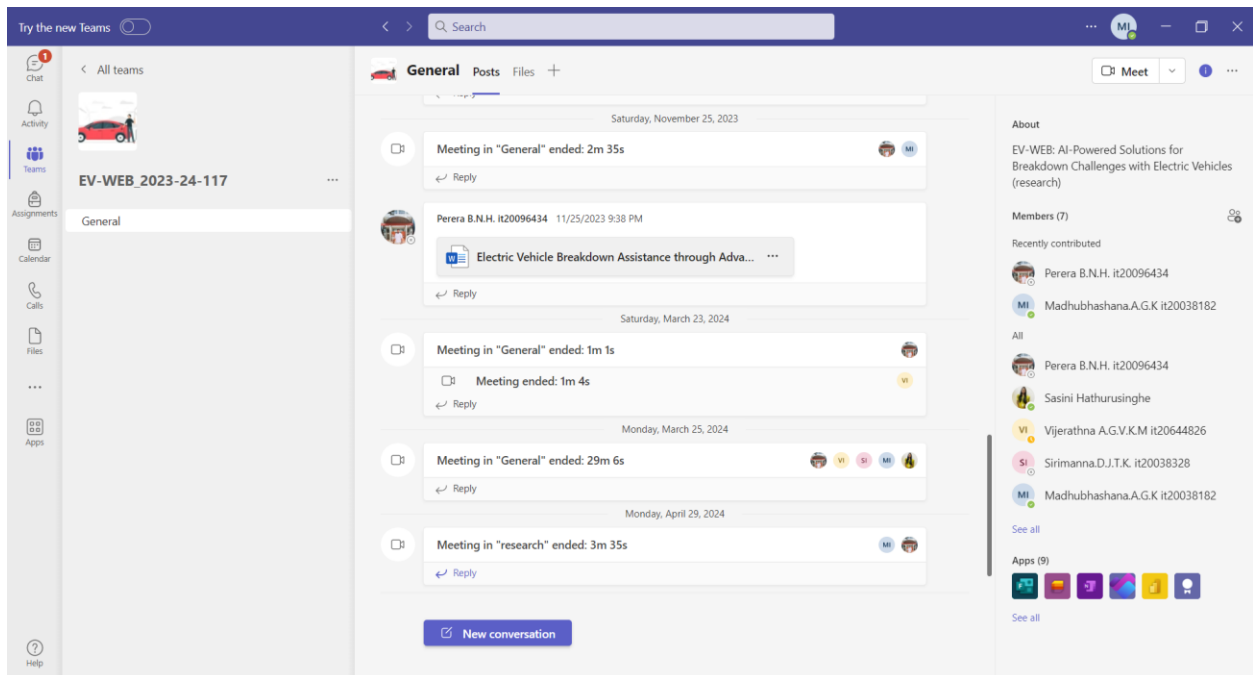 Try the new Teams
Search
MI
1
Chat
Activity
Teams
Assignments
Calendar
Calls
Files
Apps
Help
All teams
EV-WEB_2023-24-117
General
General Posts Files
Meet
Saturday, November 25, 2023
Meeting in "General" ended: 2m 35s
MI
Reply
Perera B.N.H. it20096434 11/25/2023 9:38 PM
Electric Vehicle Breakdown Assistance through Adva...
Reply
Saturday, March 23, 2024
Meeting in "General" ended: 1m 1s
Meeting ended: 1m 4s
VI
Reply
Monday, March 25, 2024
Meeting in "General" ended: 29m 6s
VI SI MI
Reply
Monday, April 29, 2024
Meeting in "research" ended: 3m 35s
MI
Reply
New conversation
About
EV-WEB: AI-Powered Solutions for
Breakdown Challenges with Electric Vehicles
(research)
Members (7)
Recently contributed
Perera B.N.H. it20096434
MI Madhubhashana.A.G.K it20038182
All
Perera B.N.H. it20096434
Sasini Hathurusinghe
VI Vijerathna A.G.V.K.M it20644826
SI Sirimanna.D.J.T.K. it20038328
MI Madhubhashana.A.G.K it20038182
See all
Apps (9)
See all